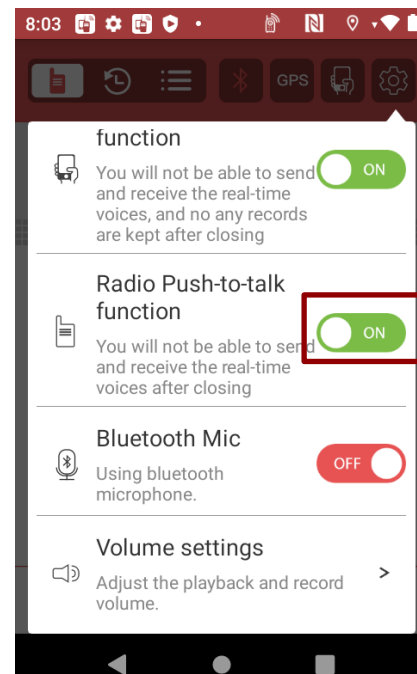 8:03
GPS
function
You will not be able to send
ON
and receive the real-time
voices, and no any records
are kept after closing
Radio Push-to-talk
function
You will not be able to send
ON
and receive the real-time
voices after closing
Bluetooth Mic
Using bluetooth
OFF
microphone.
Volume settings
Adjust the playback and record
>
volume.